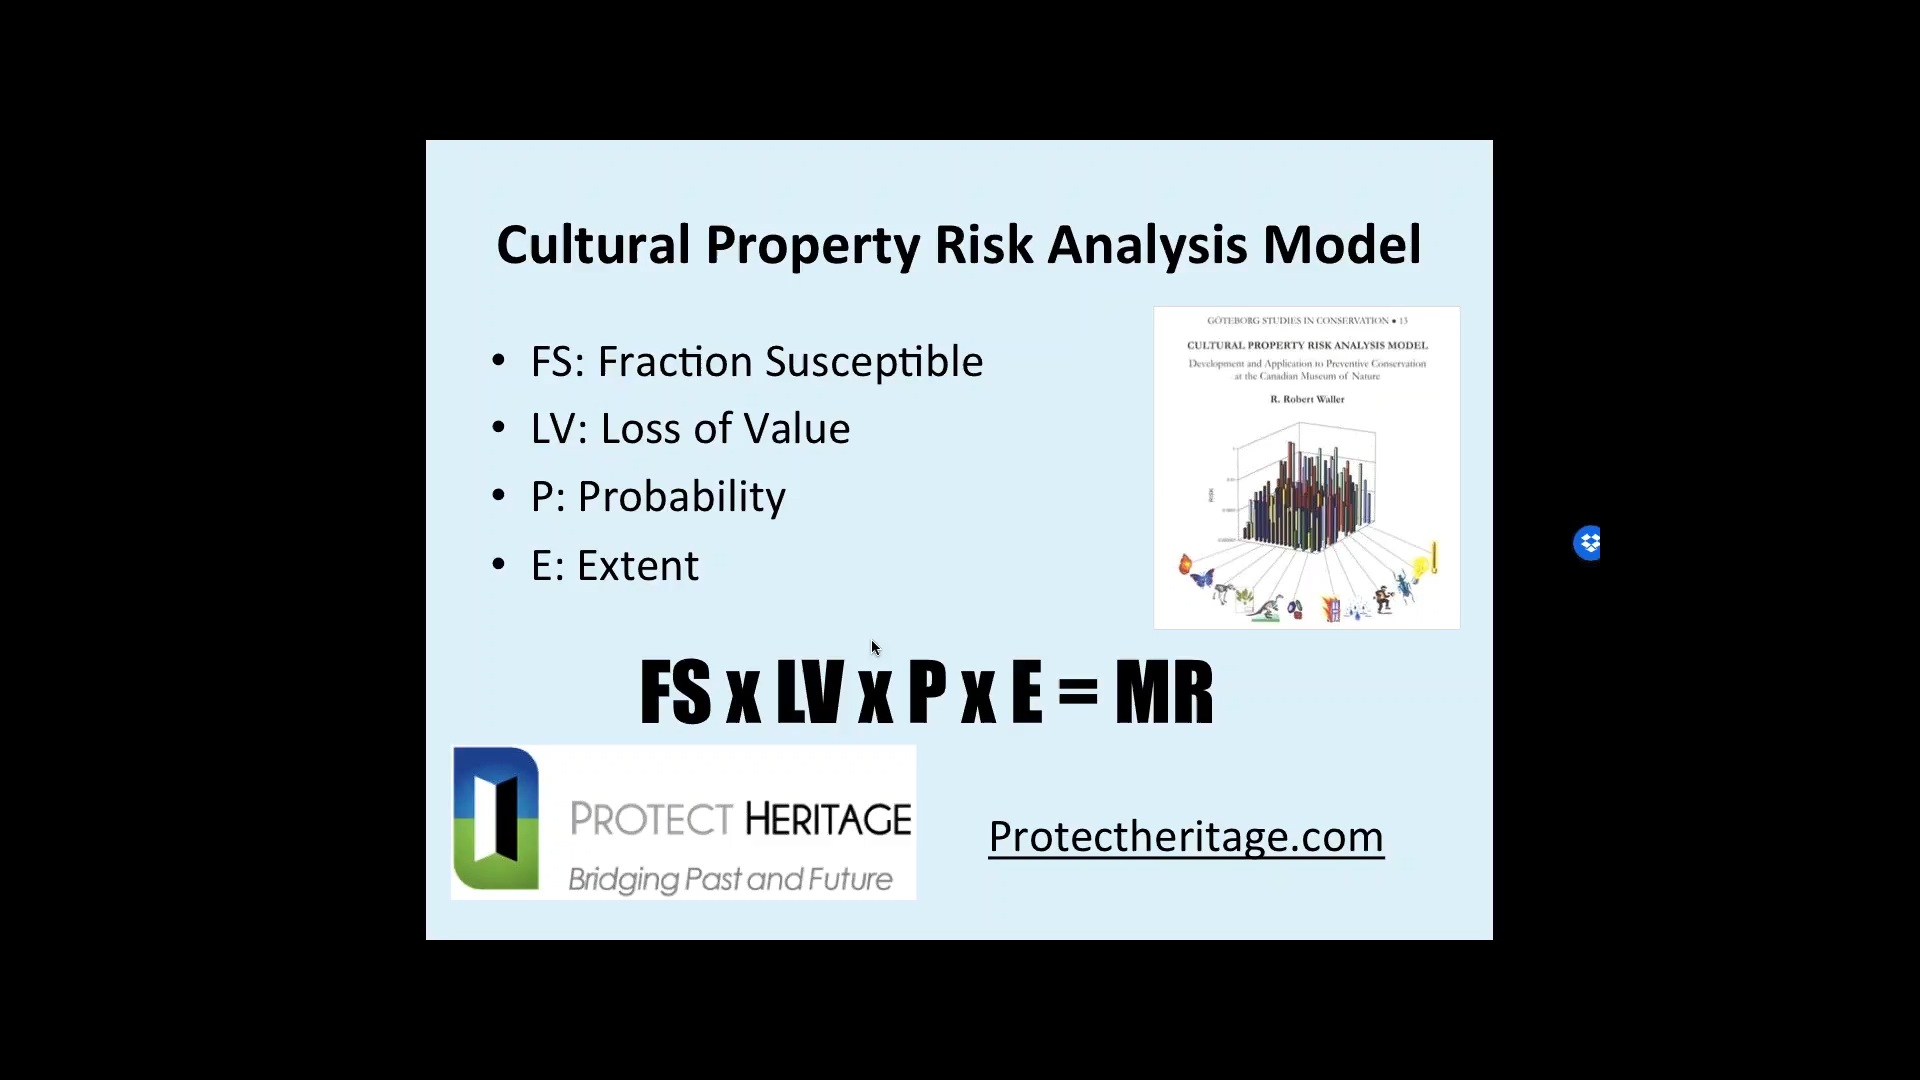 Cultural Property Risk Analysis Model
• FS: Fraction Susceptible
• LV: Loss of Value
• P: Probability
• E: Extent
GÖTEBORG STUDIES IN CONSERVATION • 13
CULTURAL PROPERTY RISK ANALYSIS MODEL
Development and Application to Preventive Conservation
at the Canadian Museum of Nature
R. Robert Waller
RISK
FS x LV x P x E = MR
PROTECT HERITAGE
Bridging Past and Future
Protectheritage.com